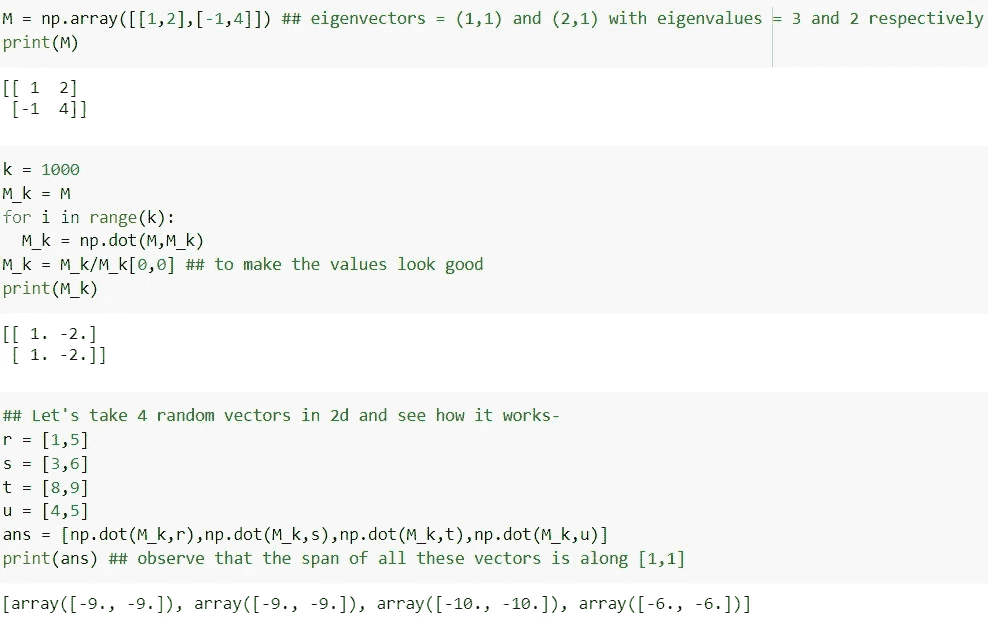 M = np.array([[1,2],[-1,4]]) ## eigenvectors = (1,1) and (2,1) with eigenvalues = 3 and 2 respectively
print(M)
[[ 1  2]
 [-1  4]]
k = 1000
M_k = M
for i in range(k):
  M_k = np.dot(M,M_k)
M_k = M_k/M_k[0,0] ## to make the values look good
print(M_k)
[[ 1. -2.]
 [ 1. -2.]]
## Let's take 4 random vectors in 2d and see how it works-
r = [1,5]
s = [3,6]
t = [8,9]
u = [4,5]
ans = [np.dot(M_k,r),np.dot(M_k,s),np.dot(M_k,t),np.dot(M_k,u)]
print(ans) ## observe that the span of all these vectors is along [1,1]
[array([-9., -9.]), array([-9., -9.]), array([-10., -10.]), array([-6., -6.])]